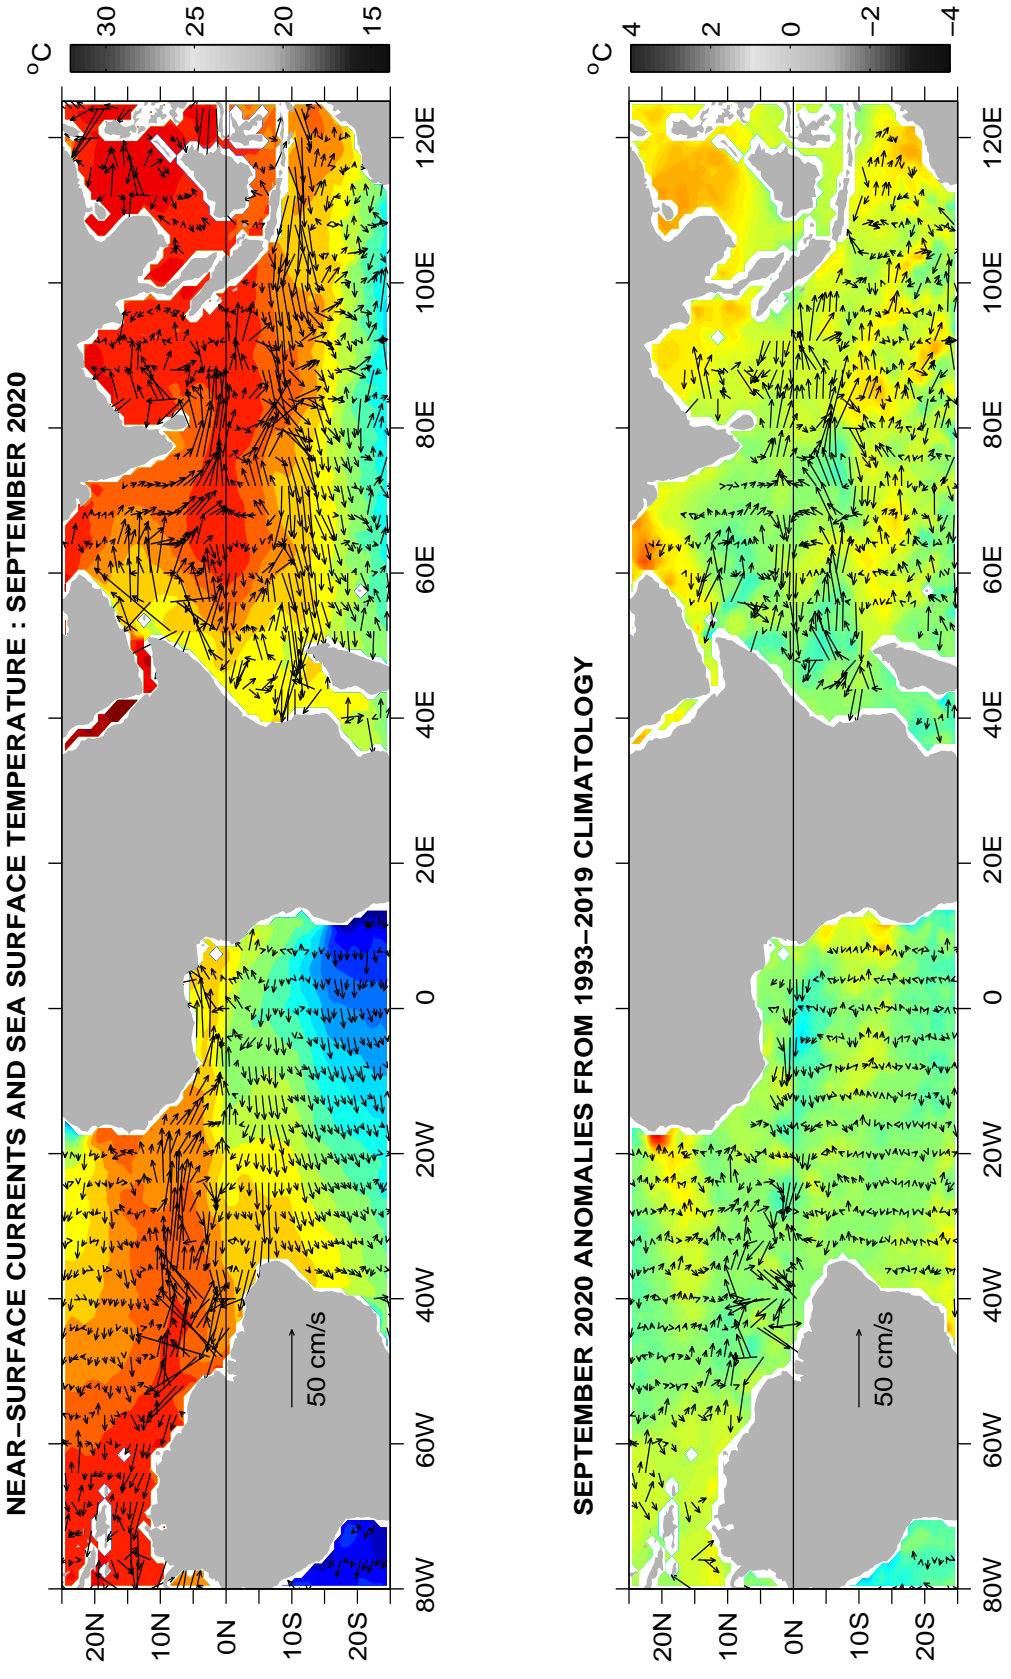 NEAR-SURFACE CURRENTS AND SEA SURFACE TEMPERATURE : SEPTEMBER 2020
20N
10N
0N
10S
20S
80W 60W 40W 20W 0 20E 40E 60E 80E 100E 120E
50 cm/s
°C
30
25
20
15
SEPTEMBER 2020 ANOMALIES FROM 1993-2019 CLIMATOLOGY
20N
10N
0N
10S
20S
80W 60W 40W 20W 0 20E 40E 60E 80E 100E 120E
50 cm/s
°C
4
2
0
-2
-4